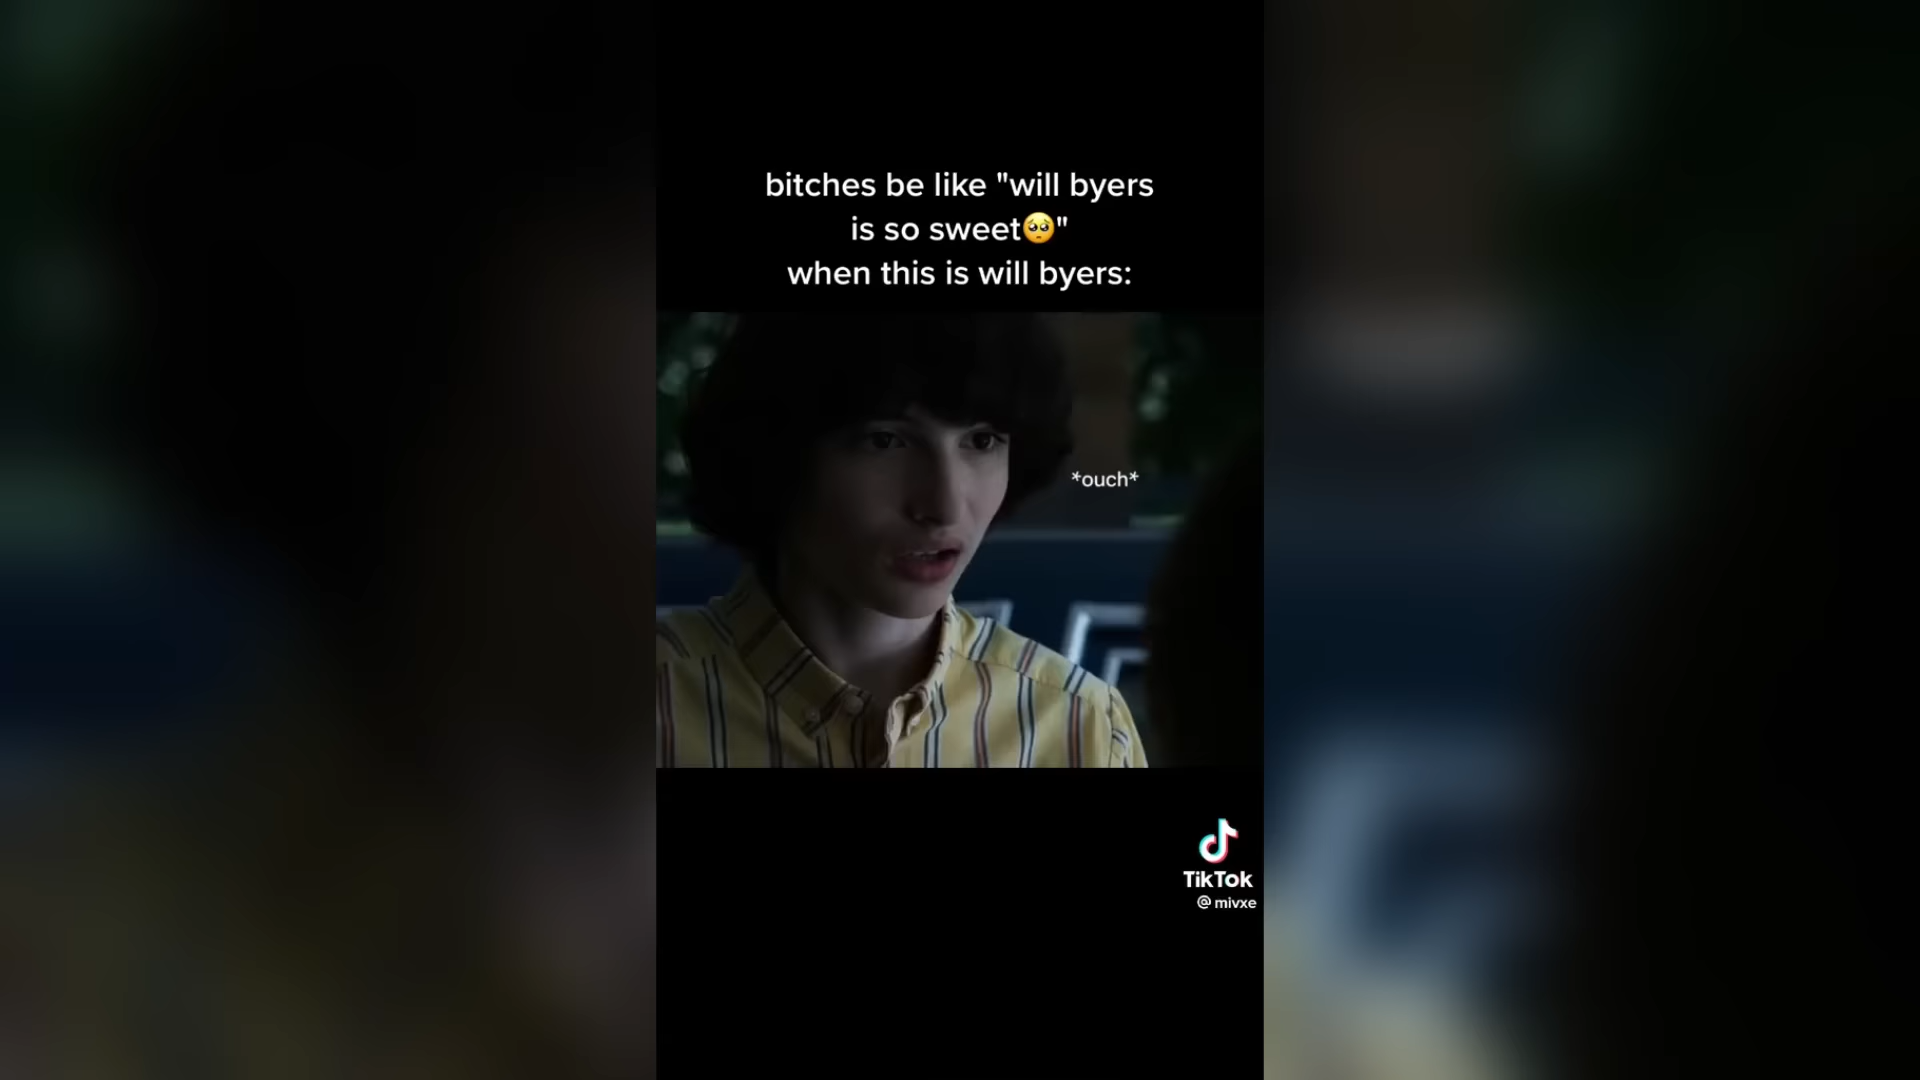 bitches be like "will byers
is so sweet🥺"
when this is will byers:
*ouch*
TikTok
@mivxe